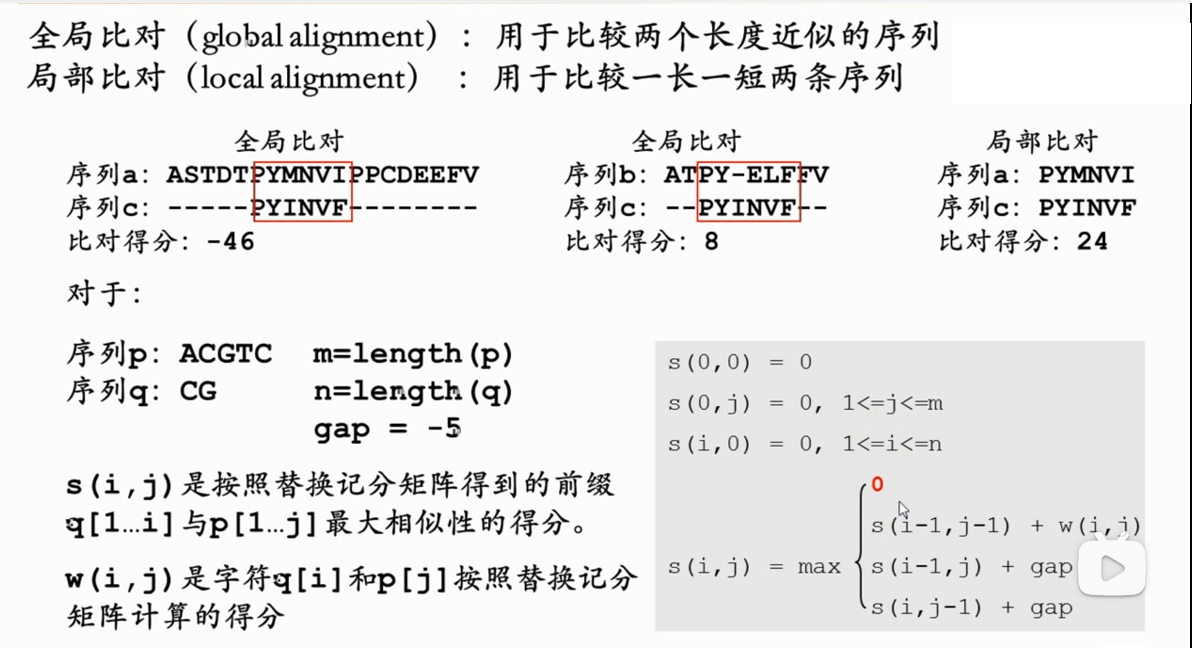 全局比对（global alignment）： 用于比较两个长度近似的序列
局部比对（local alignment） ： 用于比较一长一短两条序列
全局比对
序列a: ASTDTPYMNVIPPCDEEFV
序列c: -----PYINVF--------
比对得分: -46
全局比对
序列b: ATPY-ELFFV
序列c: --PYINVF--
比对得分: 8
局部比对
序列a: PYMNVI
序列c: PYINVF
比对得分: 24
对于:
序列p: ACGTC m=length(p)
序列q: CG n=length(q)
gap = -5
s(i,j)是按照替换记分矩阵得到的前缀
q[1…i]与p[1…j]最大相似性的得分。
w(i,j)是字符q[i]和p[j]按照替换记分
矩阵计算的得分
s(0,0) = 0
s(0,j) = 0, 1<=j<=m
s(i,0) = 0, 1<=i<=n
0
s(i-1,j-1) + w(i,j)
s(i,j) = max s(i-1,j) + gap
s(i,j-1) + gap